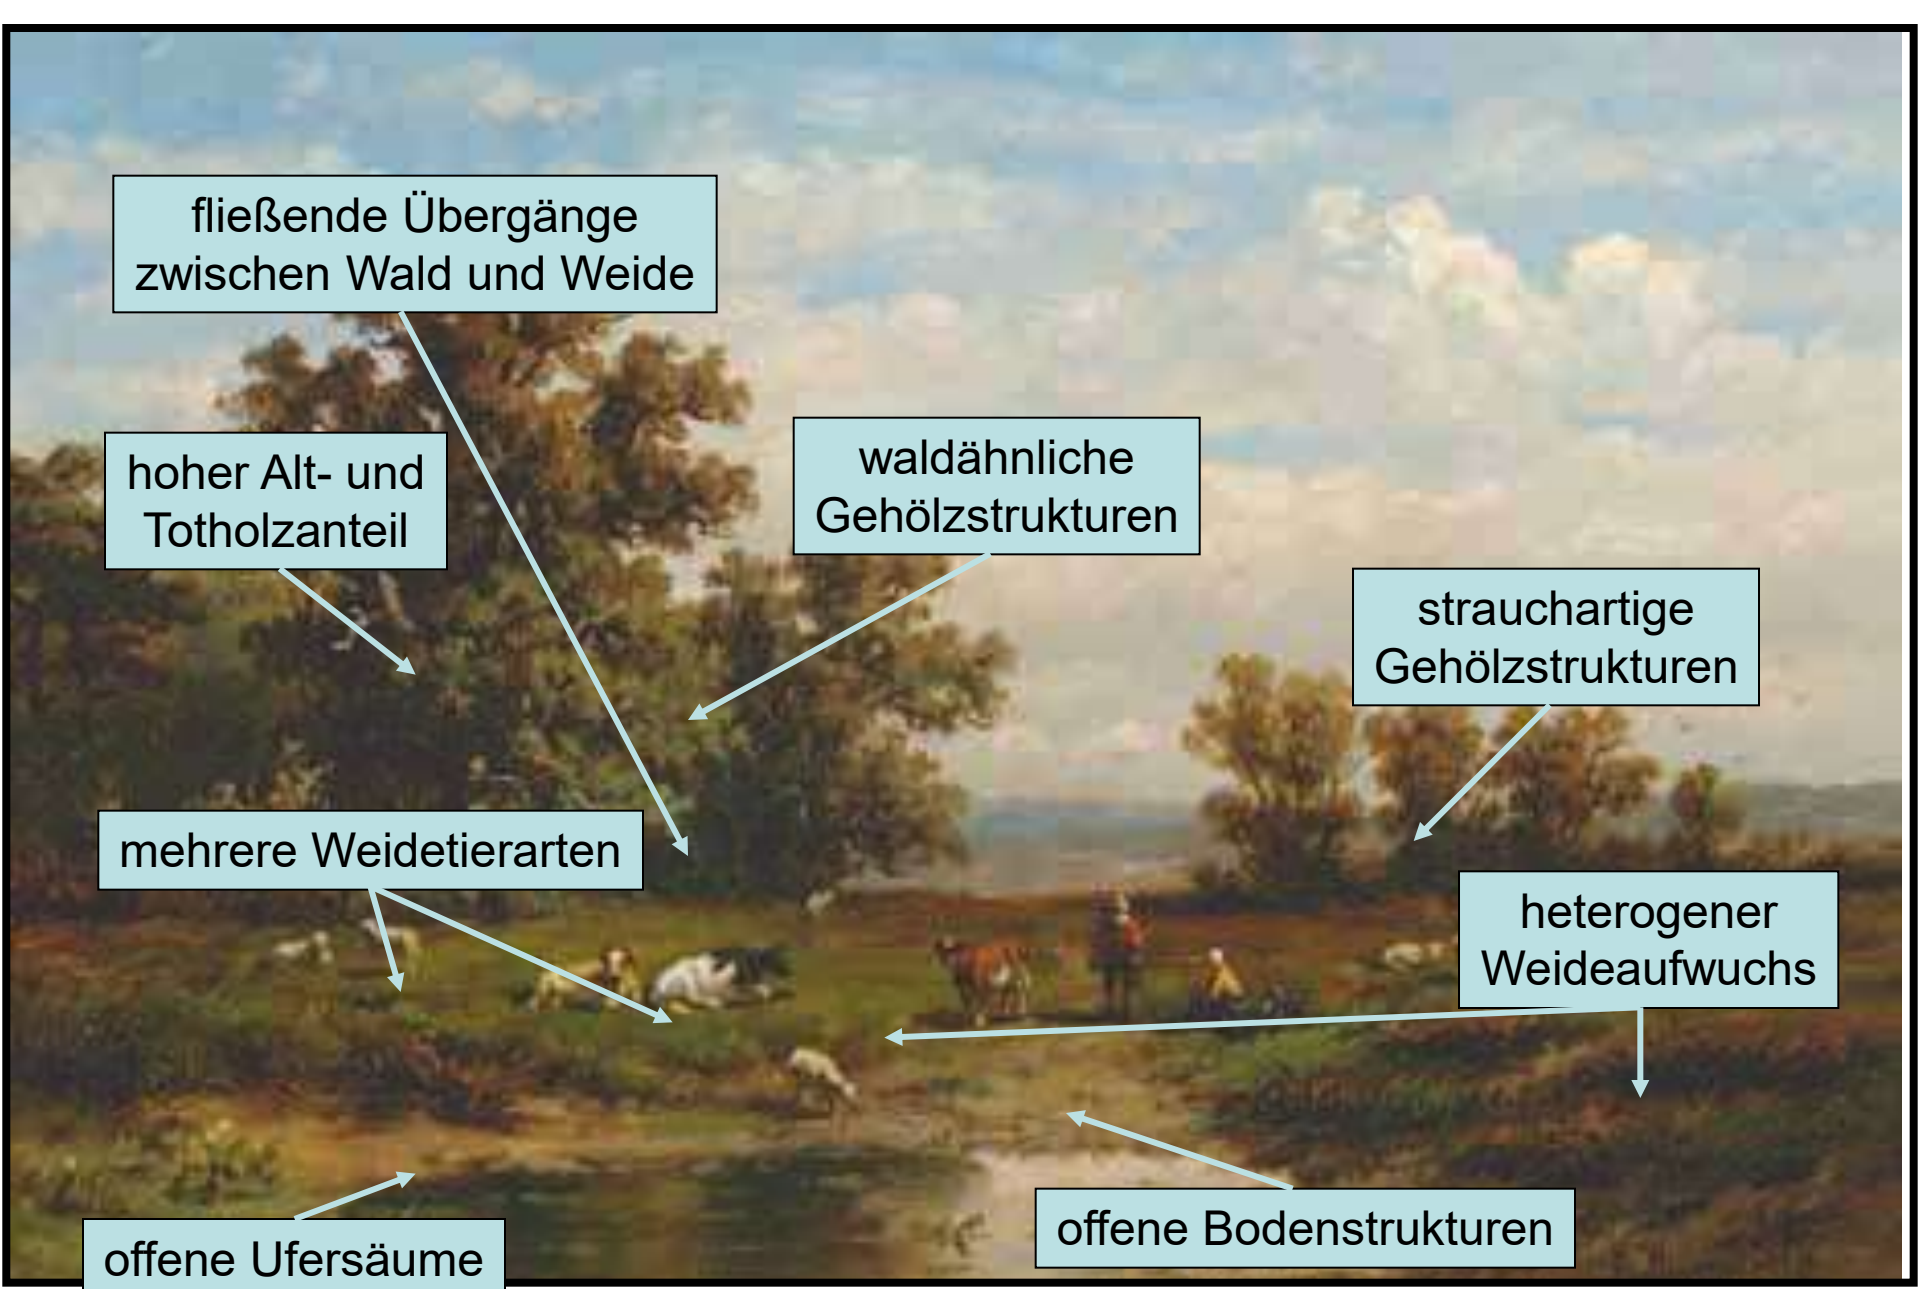 fließende Übergänge
zwischen Wald und Weide
hoher Alt- und
Totholzanteil
waldähnliche
Gehölzstrukturen
strauchartige
Gehölzstrukturen
mehrere Weidetierarten
heterogener
Weideaufwuchs
offene Bodenstrukturen
offene Ufersäume